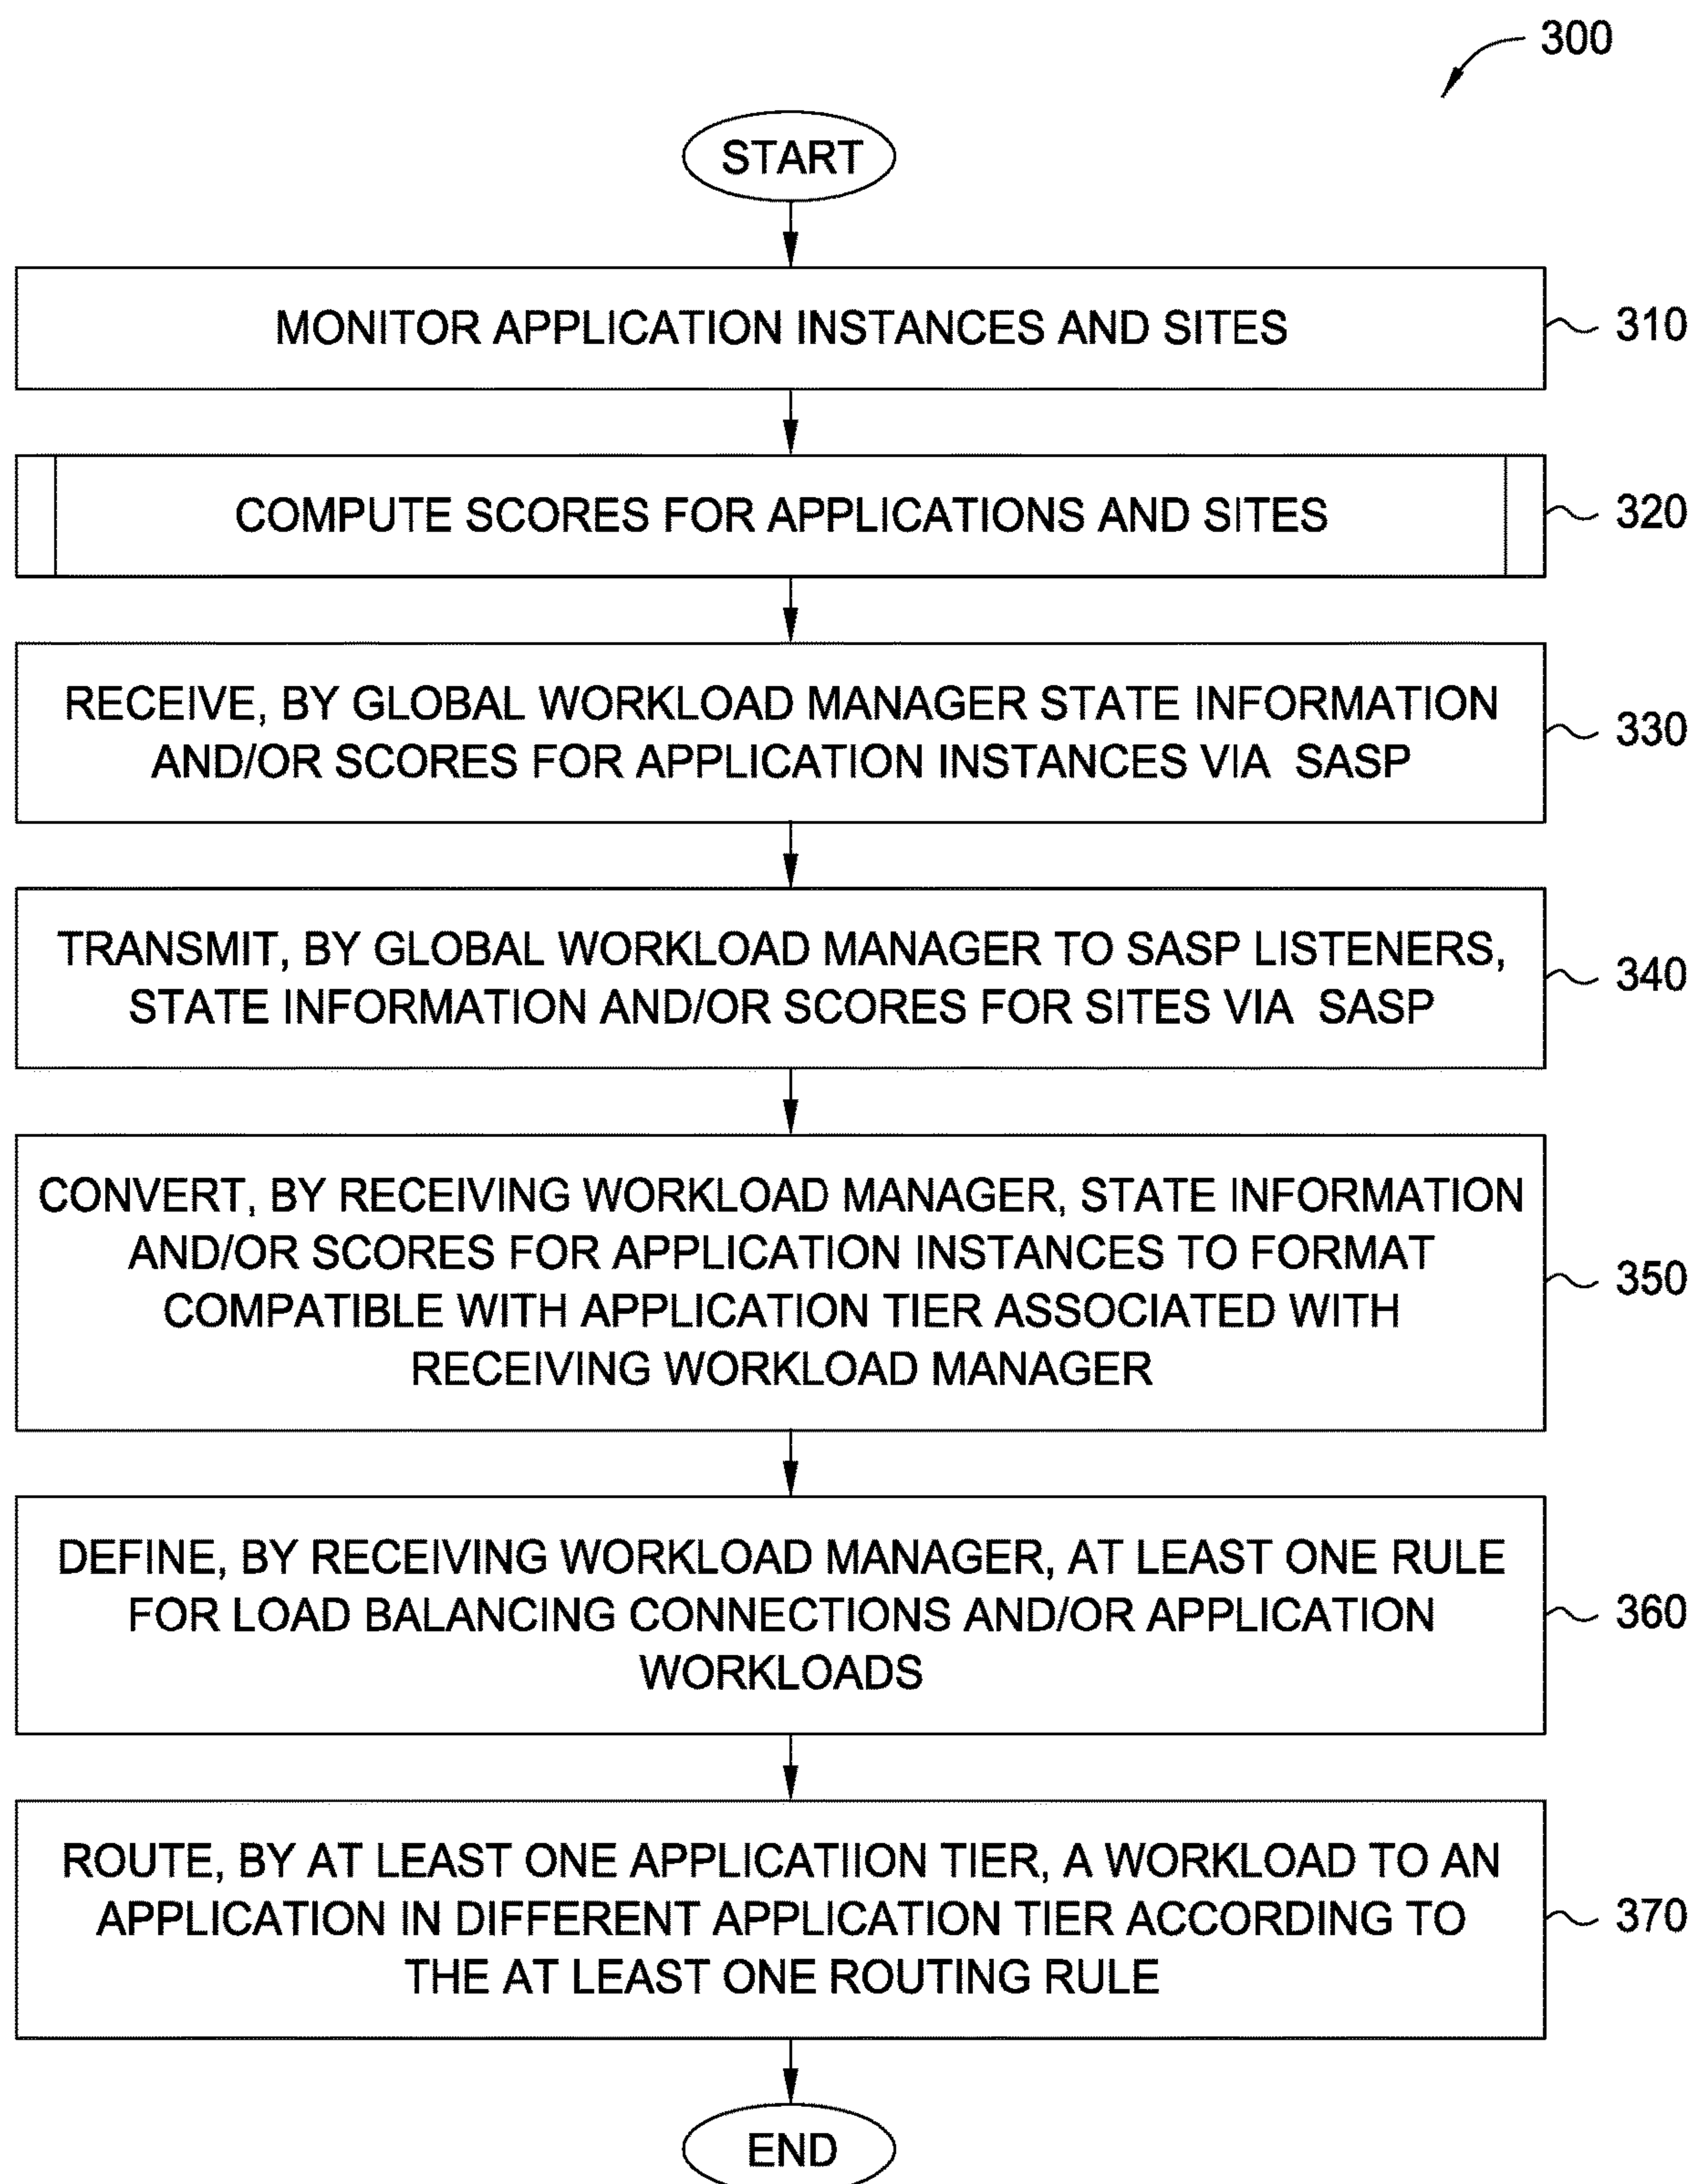 300
START
MONITOR APPLICATION INSTANCES AND SITES
310
COMPUTE SCORES FOR APPLICATIONS AND SITES
320
RECEIVE, BY GLOBAL WORKLOAD MANAGER STATE INFORMATION
AND/OR SCORES FOR APPLICATION INSTANCES VIA SASP
330
TRANSMIT, BY GLOBAL WORKLOAD MANAGER TO SASP LISTENERS,
STATE INFORMATION AND/OR SCORES FOR SITES VIA SASP
340
CONVERT, BY RECEIVING WORKLOAD MANAGER, STATE INFORMATION
AND/OR SCORES FOR APPLICATION INSTANCES TO FORMAT
COMPATIBLE WITH APPLICATION TIER ASSOCIATED WITH
RECEIVING WORKLOAD MANAGER
350
DEFINE, BY RECEIVING WORKLOAD MANAGER, AT LEAST ONE RULE
FOR LOAD BALANCING CONNECTIONS AND/OR APPLICATION
WORKLOADS
360
ROUTE, BY AT LEAST ONE APPLICATIION TIER, A WORKLOAD TO AN
APPLICATION IN DIFFERENT APPLICATION TIER ACCORDING TO
THE AT LEAST ONE ROUTING RULE
370
END